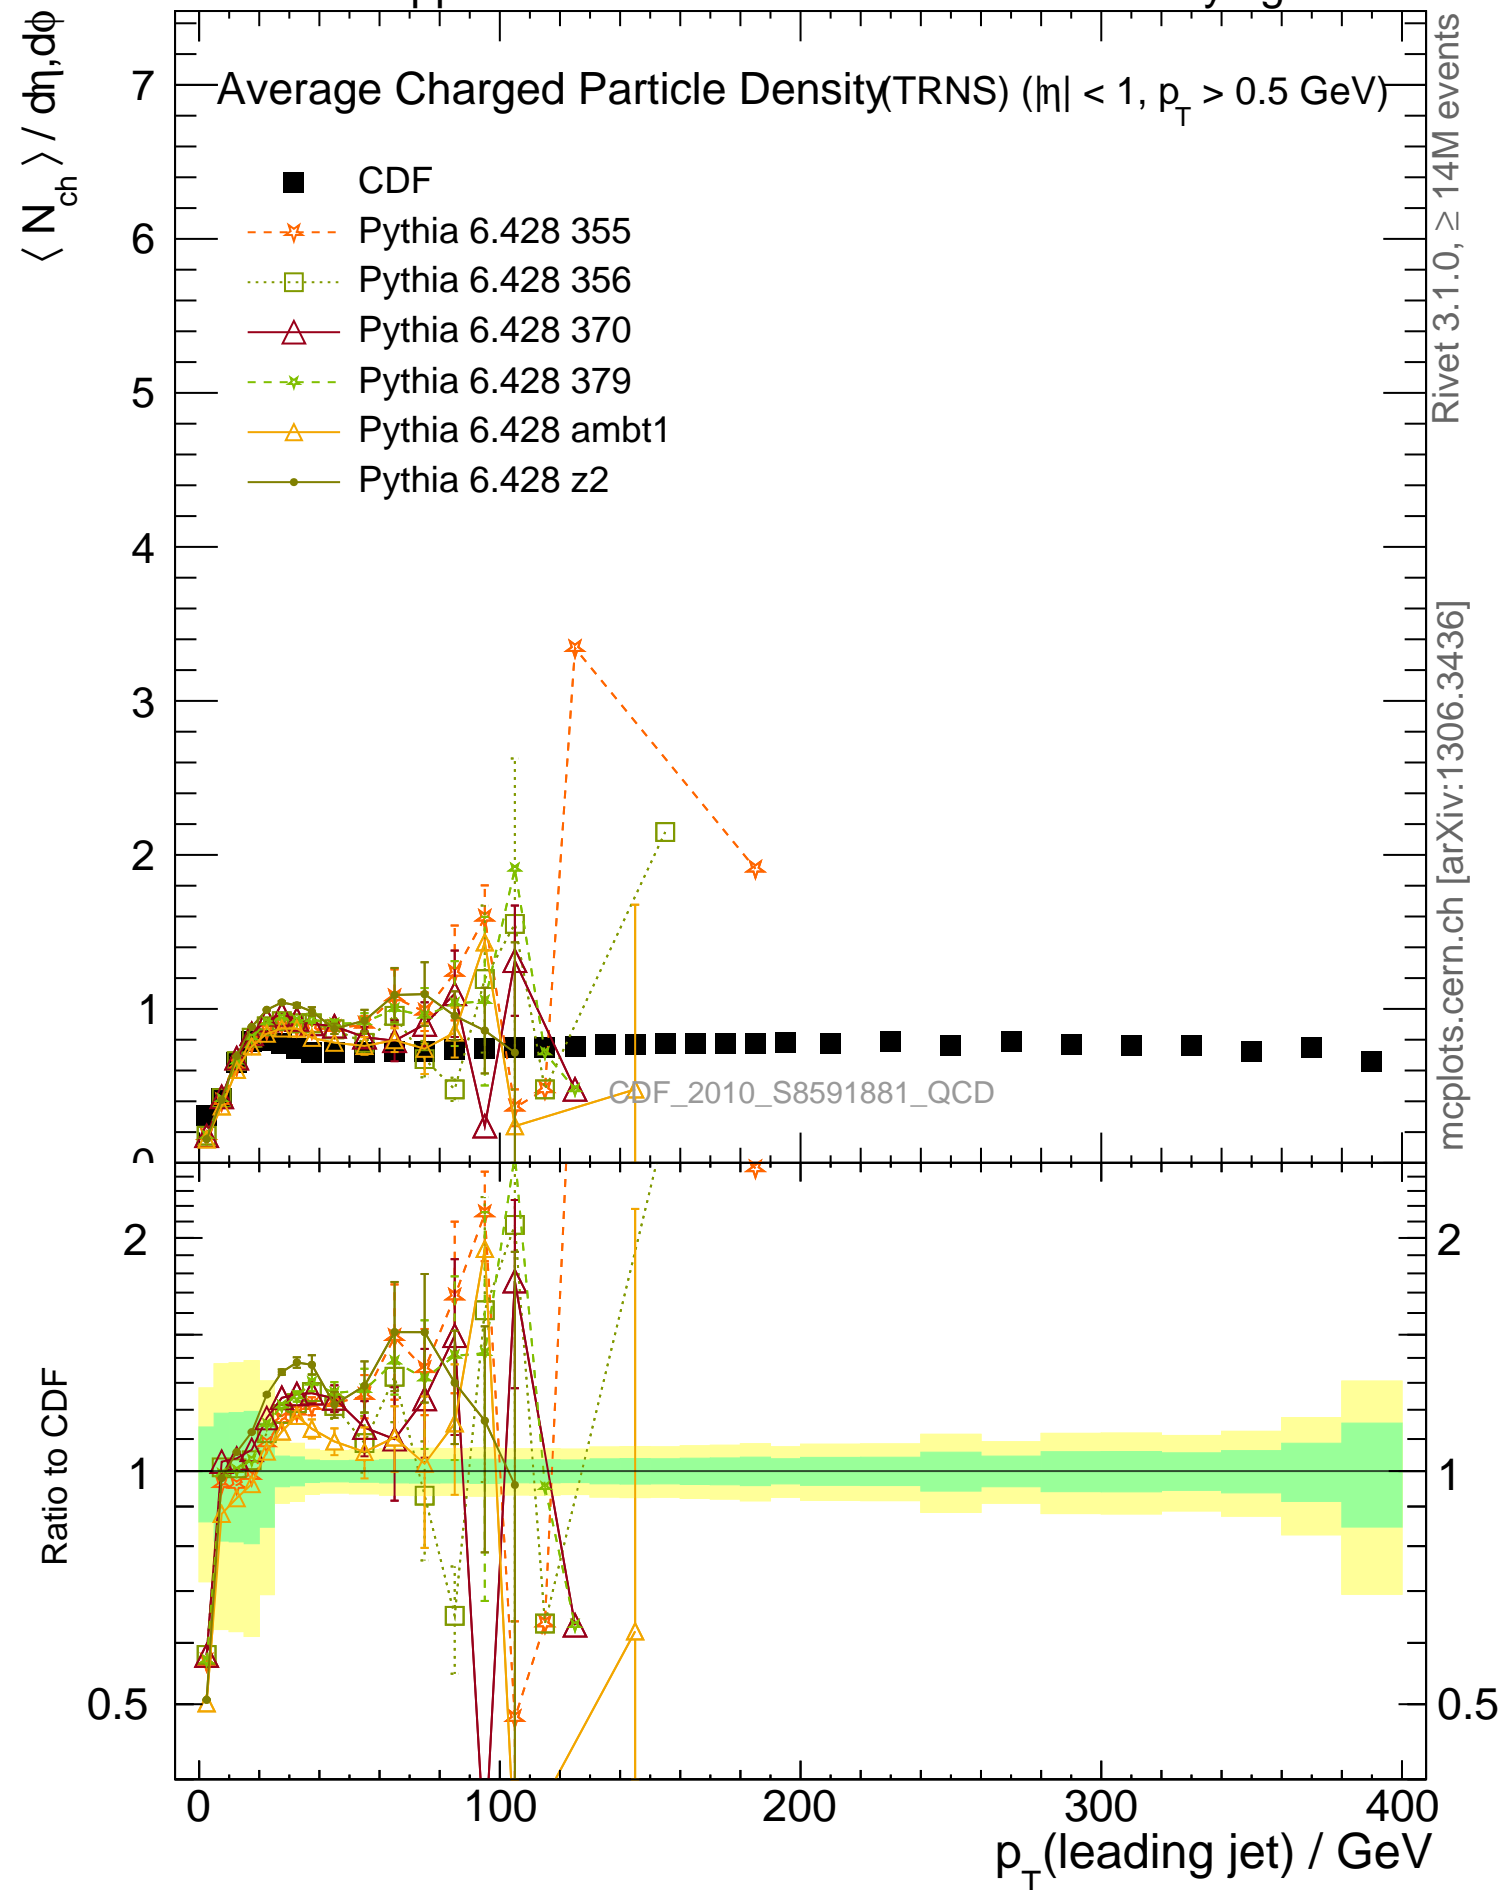 Average Charged Particle Density (TRNS) (|η| < 1, p_T > 0.5 GeV)
⟨ N_ch ⟩ / dη,dϕ
7
6
5
4
3
2
1
0
CDF
Pythia 6.428 355
Pythia 6.428 356
Pythia 6.428 370
Pythia 6.428 379
Pythia 6.428 ambt1
Pythia 6.428 z2
CDF_2010_S8591881_QCD
Rivet 3.1.0, ≥ 14M events
mcplots.cern.ch [arXiv:1306.3436]
Ratio to CDF
2
1
0.5
2
1
0.5
0 100 200 300 400
p_T(leading jet) / GeV